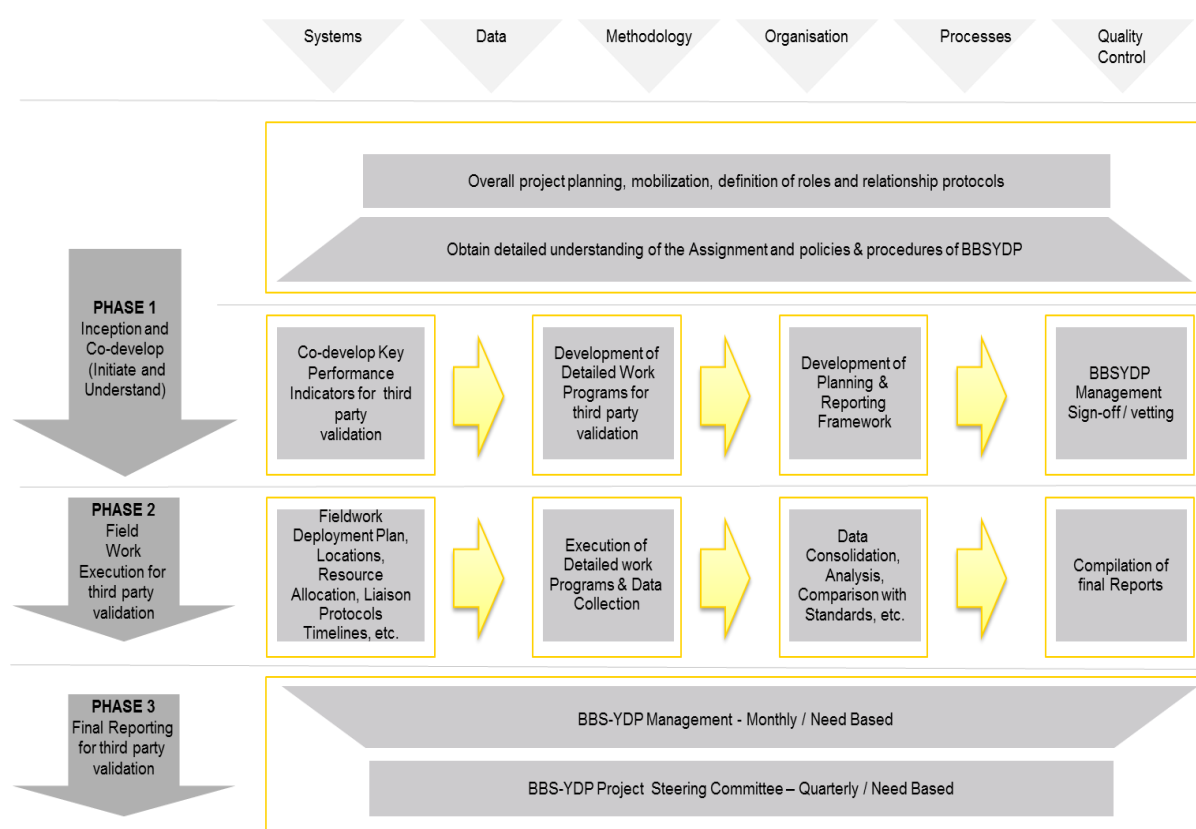 Systems
Data
Methodology
Organisation
Processes
Quality
Control
Overall project planning, mobilization, definition of roles and relationship protocols
Obtain detailed understanding of the Assignment and policies & procedures of BBSYDP
PHASE 1
Inception and
Co-develop
(Initiate and
Understand)
Co-develop Key
Performance
Indicators for third
party
validation
Development of
Detailed Work
Programs for
third party
validation
Development of
Planning &
Reporting
Framework
BBSYDP
Management
Sign-off / vetting
PHASE 2
Field
Work
Execution for
third party
validation
Fieldwork
Deployment Plan,
Locations,
Resource
Allocation, Liaison
Protocols
Timelines, etc.
Execution of
Detailed work
Programs & Data
Collection
Data
Consolidation,
Analysis,
Comparison with
Standards, etc.
Compilation of
final Reports
PHASE 3
Final Reporting
for third party
validation
BBS-YDP Management - Monthly / Need Based
BBS-YDP Project Steering Committee – Quarterly / Need Based